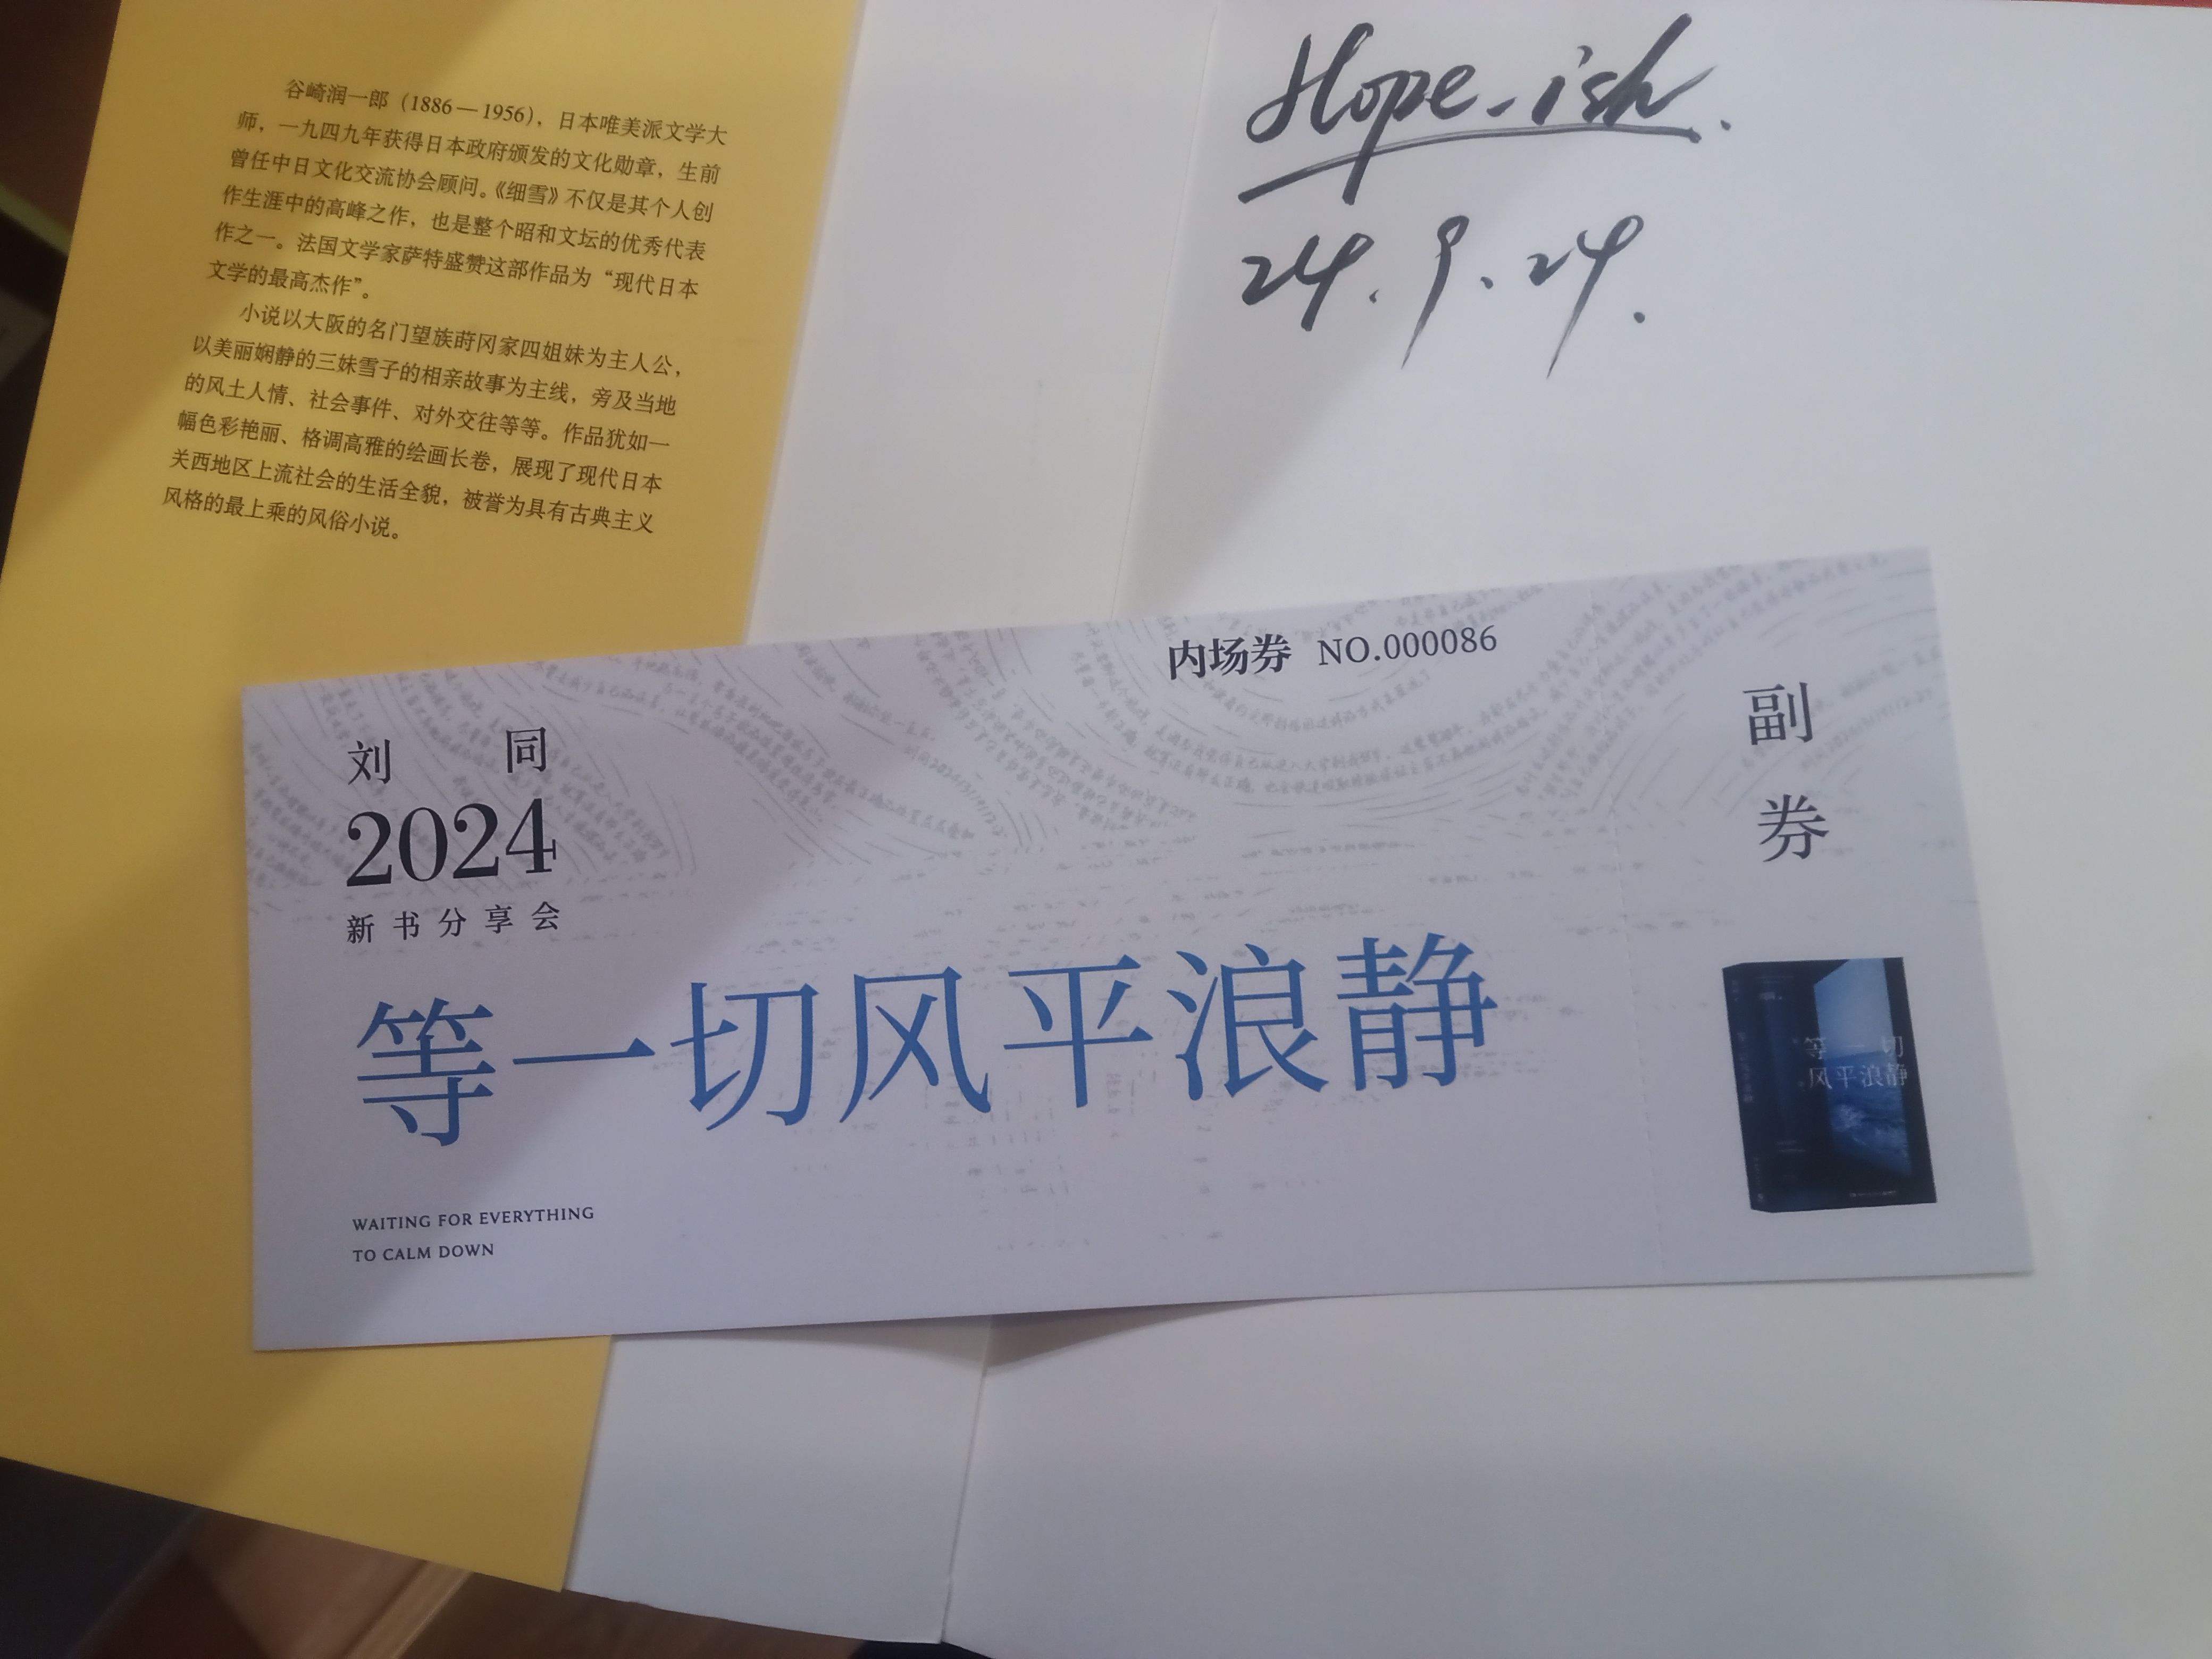 谷崎润一郎（1886—1956），日本唯美派文学大
师，一九四九年获得日本政府颁发的文化勋章，生前
曾任中日文化交流协会顾问。《细雪》不仅是其个人创
作生涯中的高峰之作，也是整个昭和文坛的优秀代表
作之一。法国文学家萨特盛赞这部作品为“现代日本
文学的最高杰作”。
小说以大阪的名门望族莳冈家四姐妹为主人公，
以美丽娴静的三妹雪子的相亲故事为主线，旁及当地
的风土人情、社会事件、对外交往等等。作品犹如一
幅色彩艳丽、格调高雅的绘画长卷，展现了现代日本
关西地区上流社会的生活全貌，被誉为具有古典主义
风格的最上乘的风俗小说。
Hope-ish.
24.9.29.
内场券 NO.000086
刘同
2024
新书分享会
等一切风平浪静
WAITING FOR EVERYTHING
TO CALM DOWN
副
券
等一切
风平浪静